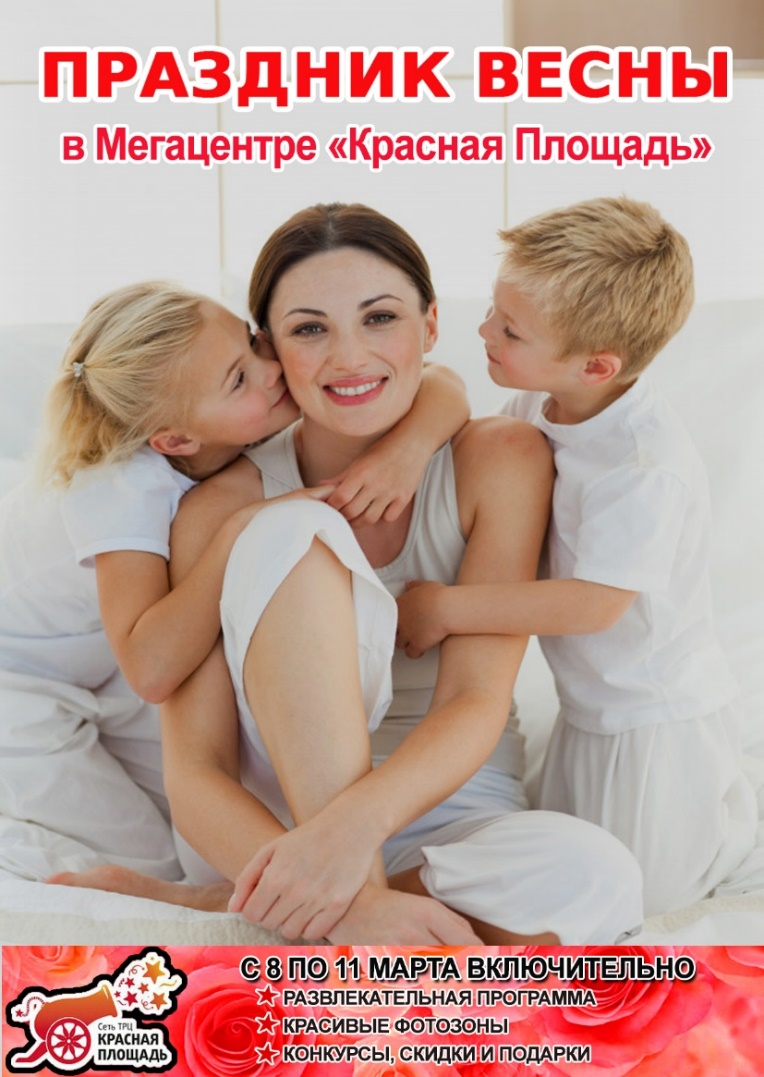 ПРАЗДНИК ВЕСНЫ
в Мегацентре «Красная Площадь»
С 8 ПО 11 МАРТА ВКЛЮЧИТЕЛЬНО
РАЗВЛЕКАТЕЛЬНАЯ ПРОГРАММА
КРАСИВЫЕ ФОТОЗОНЫ
КОНКУРСЫ, СКИДКИ И ПОДАРКИ
Сеть ТРЦ
КРАСНАЯ
ПЛОЩАДЬ